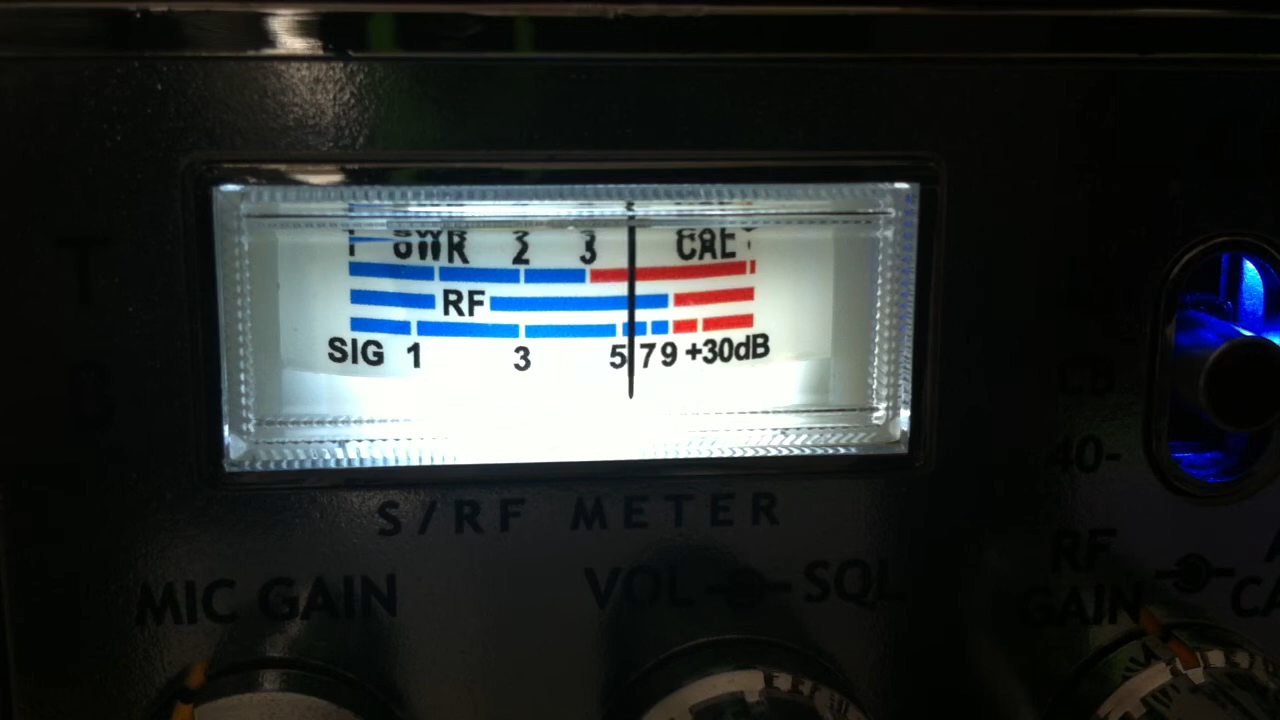 SWR 2 3 CAL
RF
SIG 1 3 5 7 9 +30dB
S/RF METER
MIC GAIN
VOL SQL
CB
40-
RF
GAIN